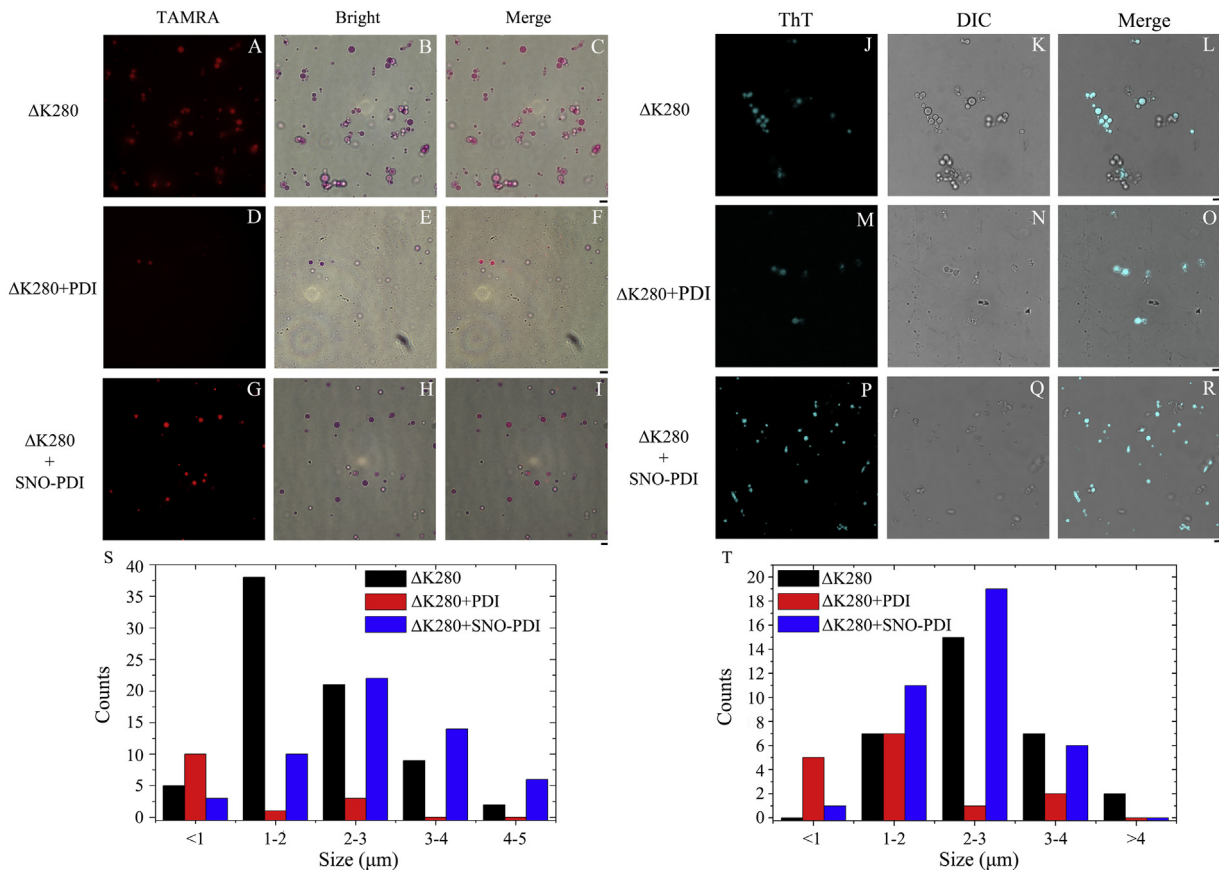 TAMRA Bright Merge
ΔK280
A B C
ΔK280+PDI
D E F
ΔK280
+
SNO-PDI
G H I
ThT DIC Merge
ΔK280
J K L
ΔK280+PDI
M N O
ΔK280
+
SNO-PDI
P Q R
S
Counts
40
35
30
25
20
15
10
5
0
ΔK280
ΔK280+PDI
ΔK280+SNO-PDI
<1 1-2 2-3 3-4 4-5
Size (μm)
T
Counts
20
18
16
14
12
10
8
6
4
2
0
ΔK280
ΔK280+PDI
ΔK280+SNO-PDI
<1 1-2 2-3 3-4 >4
Size (μm)